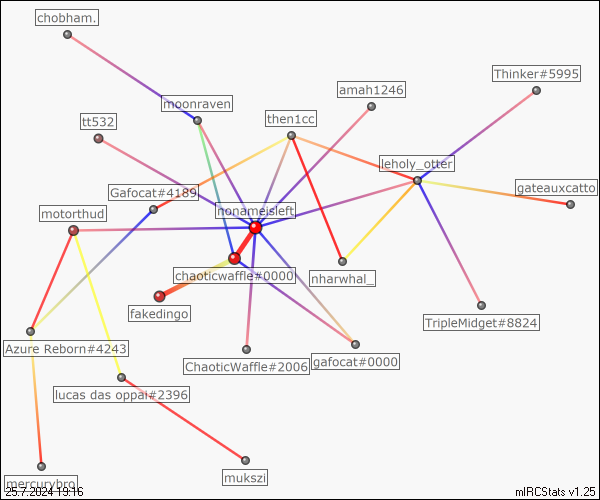 chobham.
Thinker#5995
amah1246
moonraven
then1cc
tt532
leholy_otter
Gafocat#4189
gateauxcatto
motorthud
nonameisleft
chaoticwaffle#0000
nharwhal_
fakedingo
TripleMidget#8824
Azure Reborn#4243
ChaoticWaffle#2006
gafocat#0000
lucas das oppai#2396
mukszi
mercurybro
25.7.2024 19:16
mIRCStats v1.25